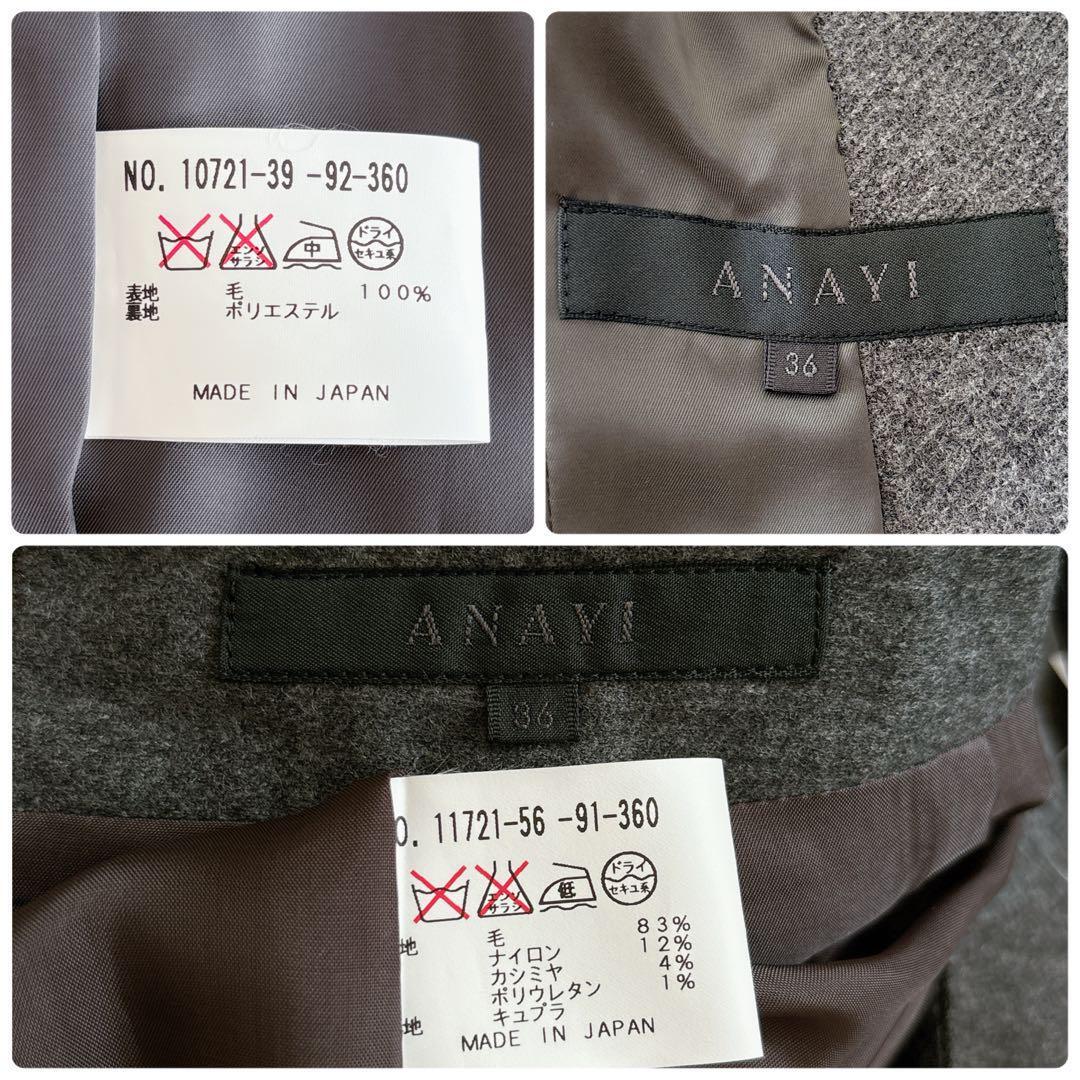 NO. 10721-39 -92-360
エンソ サラシ
中
ドライ
セキユ系
表地 毛 100%
裏地 ポリエステル
MADE IN JAPAN
ANAYI
36
ANAYI
36
O. 11721-56 -91-360
エンソ サラシ
低
ドライ
セキユ系
地 毛 83%
ナイロン 12%
カシミヤ 4%
ポリウレタン 1%
地 キュプラ
MADE IN JAPAN